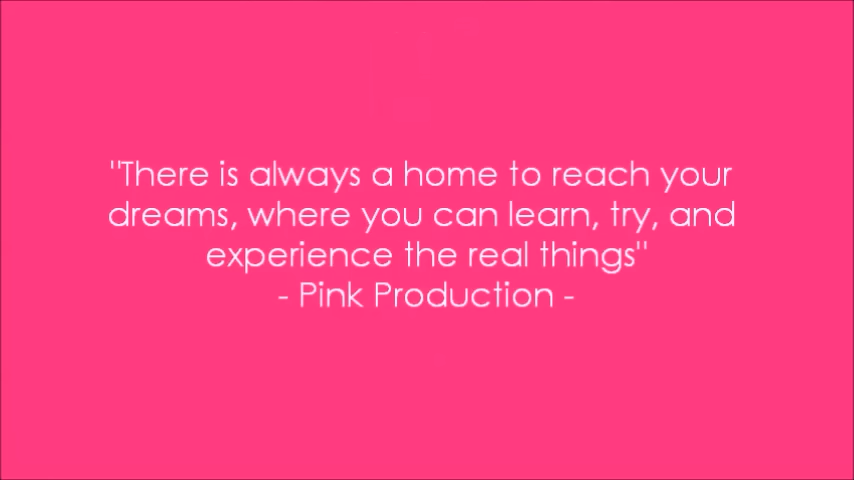 "There is always a home to reach your
dreams, where you can learn, try, and
experience the real things"
- Pink Production -